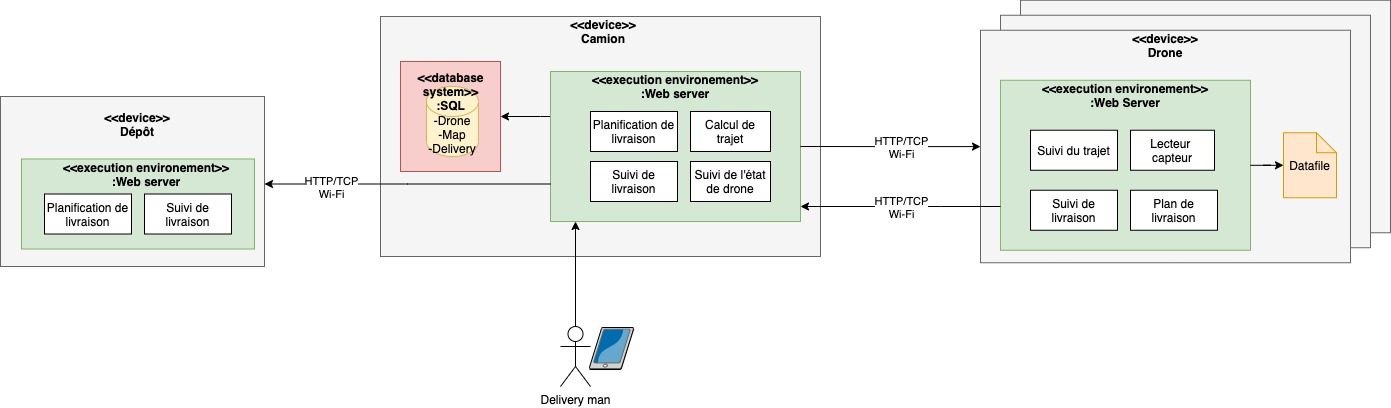 <<device>>
Dépôt
<<execution environement>>
:Web server
Planification de
livraison
Suivi de
livraison
HTTP/TCP
Wi-Fi
<<device>>
Camion
<<database
system>>
:SQL
-Drone
-Map
-Delivery
<<execution environement>>
:Web server
Planification de
livraison
Calcul de
trajet
Suivi de
livraison
Suivi de l'état
de drone
Delivery man
HTTP/TCP
Wi-Fi
HTTP/TCP
Wi-Fi
<<device>>
Drone
<<execution environement>>
:Web Server
Suivi du trajet
Lecteur
capteur
Suivi de
livraison
Plan de
livraison
Datafile